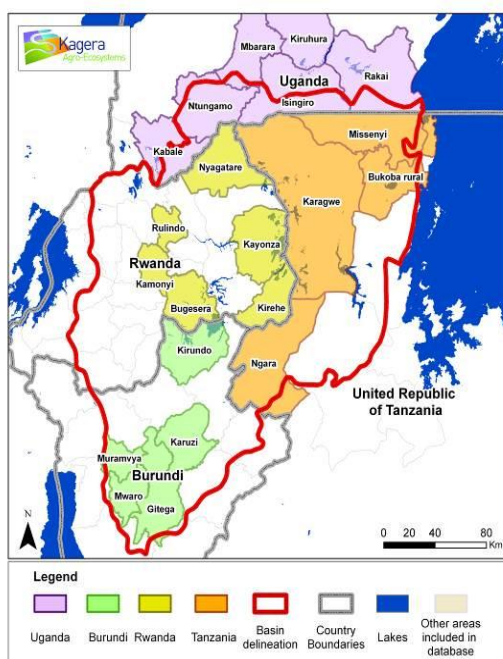 Kagera
Agro-Ecosystems
Mbarara
Kiruhura
Rakai
Uganda
Isingiro
Ntungamo
Kabale
Missenyi
Bukoba rural
Nyagatare
Karagwe
Rulindo
Kayonza
Rwanda
Kamonyi
Bugesera
Kirehe
Kirundo
Ngara
United Republic
of Tanzania
Karuzi
Muramvya
Burundi
Mwaro
Gitega
N
0 20 40 80
Km
Legend
Uganda
Burundi
Rwanda
Tanzania
Basin
delineation
Country
Boundaries
Lakes
Other areas
included in
database